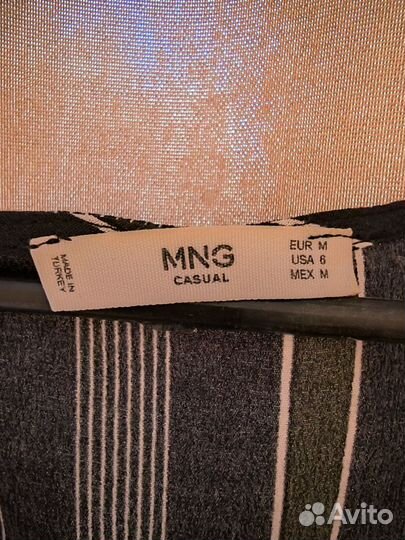 MADE IN
TURKEY
MNG
CASUAL
EUR M
USA 6
MEX M
Avito